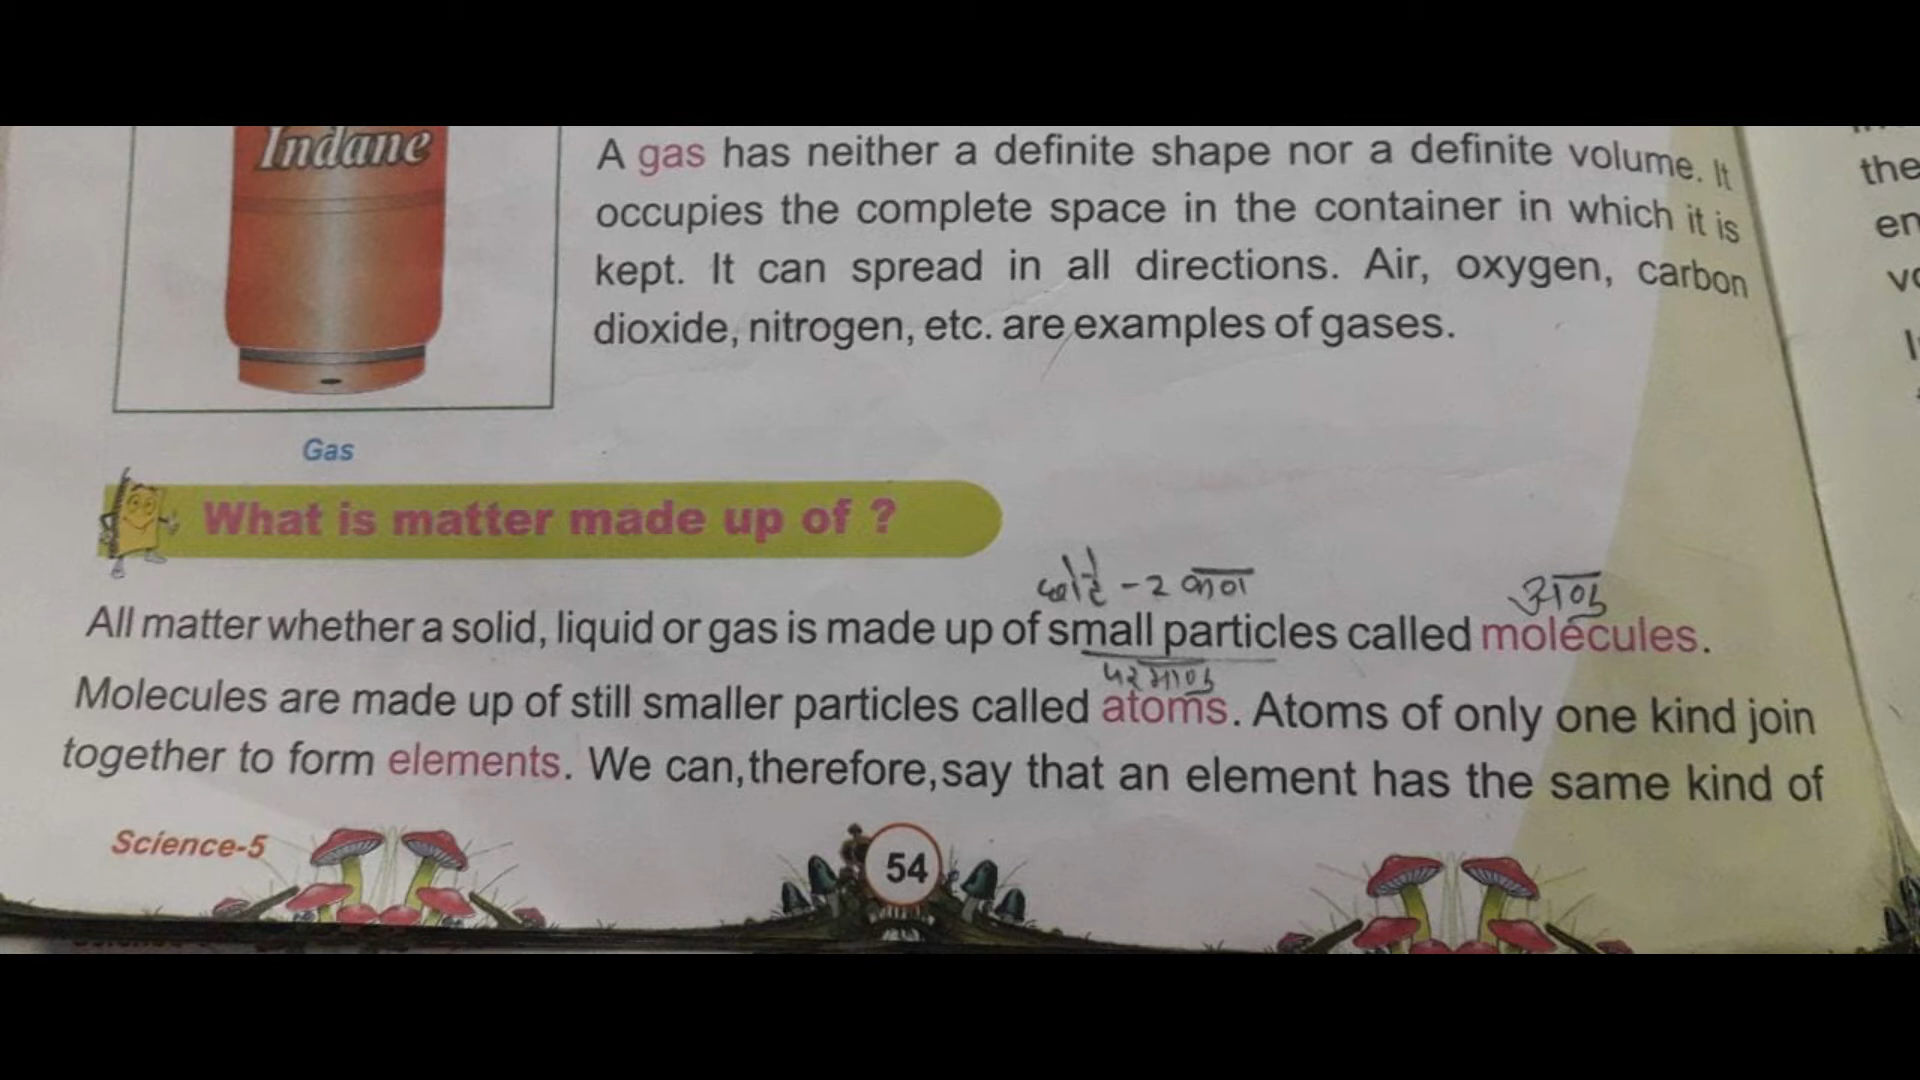 Indane
A gas has neither a definite shape nor a definite volume. It
occupies the complete space in the container in which it is
kept. It can spread in all directions. Air, oxygen, carbon
dioxide, nitrogen, etc. are examples of gases.
Gas
What is matter made up of ?
-२ कण
अणु
All matter whether a solid, liquid or gas is made up of small particles called molecules.
परमाणु
Molecules are made up of still smaller particles called atoms. Atoms of only one kind join
together to form elements. We can,therefore,say that an element has the same kind of
Science-5
54
the
en